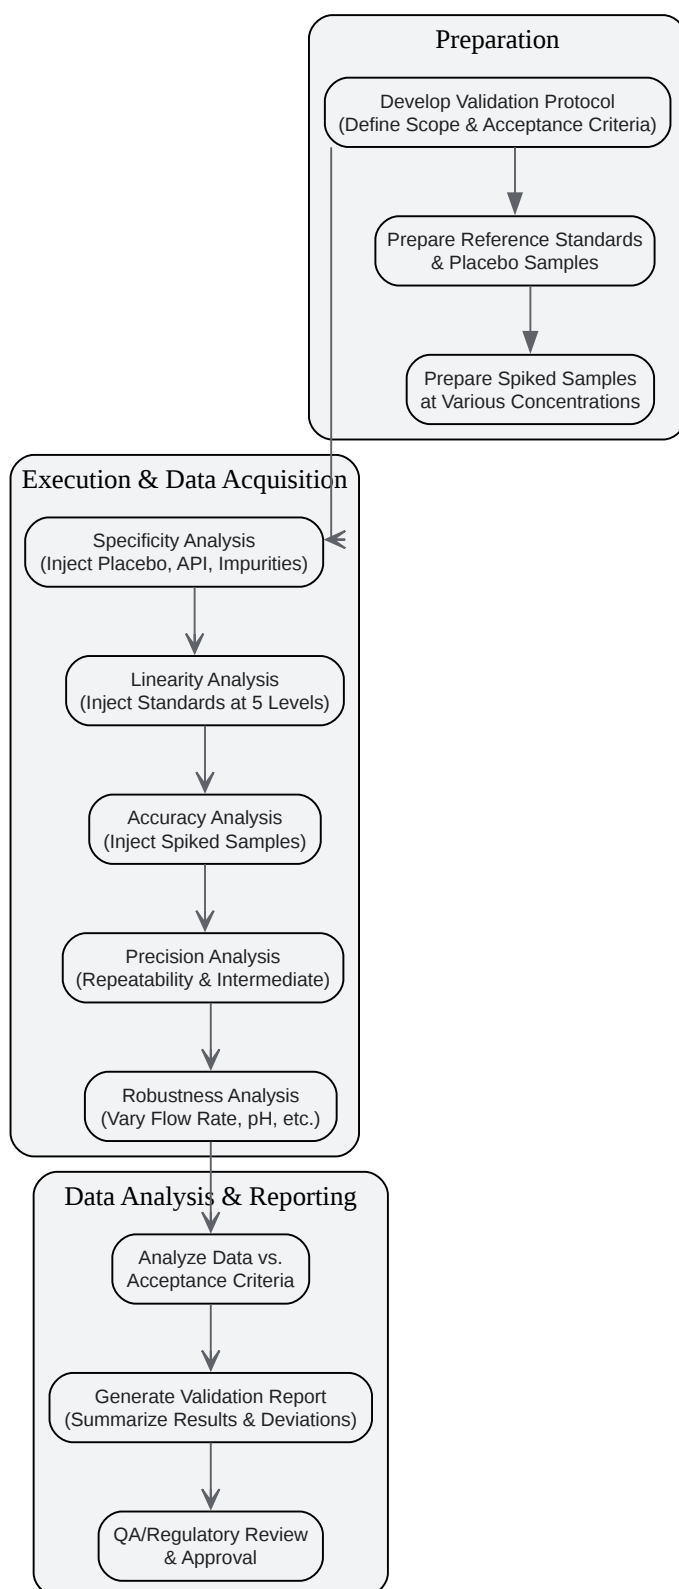 Preparation
Develop Validation Protocol
(Define Scope & Acceptance Criteria)
Prepare Reference Standards
& Placebo Samples
Prepare Spiked Samples
at Various Concentrations
Execution & Data Acquisition
Specificity Analysis
(Inject Placebo, API, Impurities)
Linearity Analysis
(Inject Standards at 5 Levels)
Accuracy Analysis
(Inject Spiked Samples)
Precision Analysis
(Repeatability & Intermediate)
Robustness Analysis
(Vary Flow Rate, pH, etc.)
Data Analysis & Reporting
Analyze Data vs.
Acceptance Criteria
Generate Validation Report
(Summarize Results & Deviations)
QA/Regulatory Review
& Approval